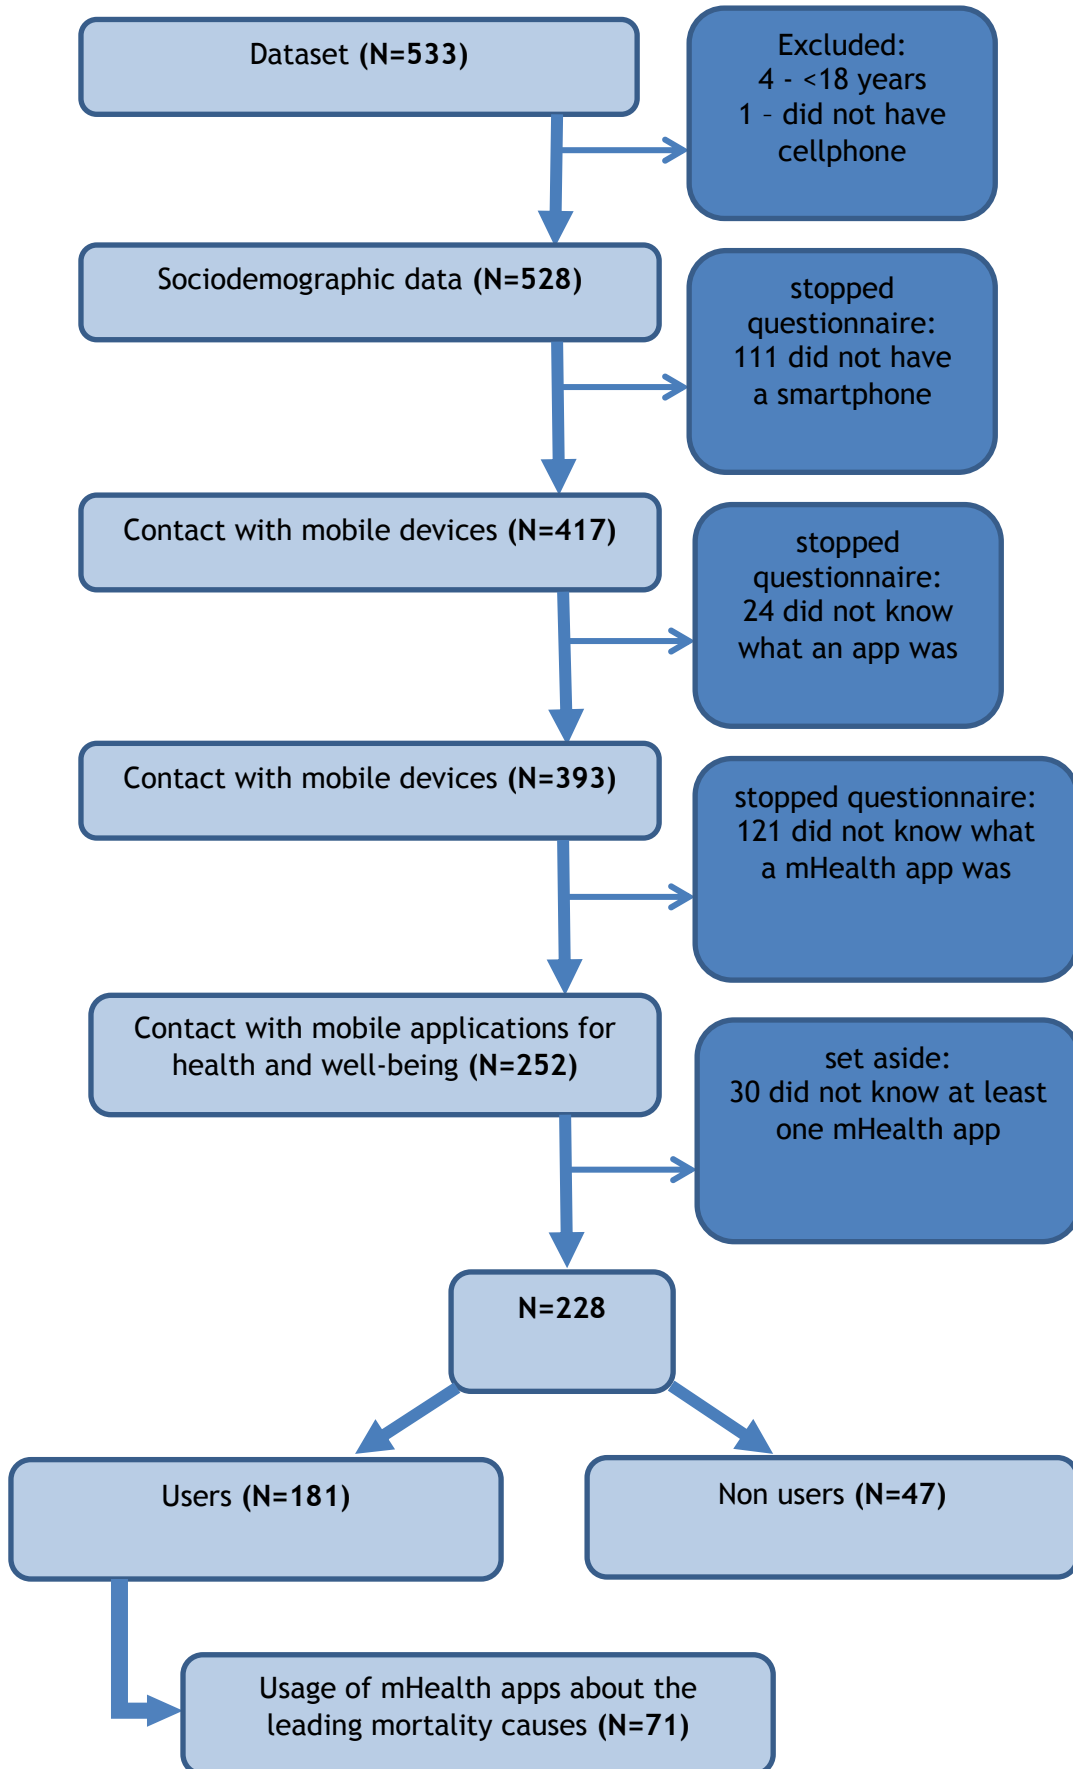 Dataset (N=533)
Excluded:
4 - <18 years
1 – did not have
cellphone
Sociodemographic data (N=528)
stopped
questionnaire:
111 did not have
a smartphone
Contact with mobile devices (N=417)
stopped
questionnaire:
24 did not know
what an app was
Contact with mobile devices (N=393)
stopped questionnaire:
121 did not know what
a mHealth app was
Contact with mobile applications for
health and well-being (N=252)
set aside:
30 did not know at least
one mHealth app
N=228
Users (N=181)
Non users (N=47)
Usage of mHealth apps about the
leading mortality causes (N=71)